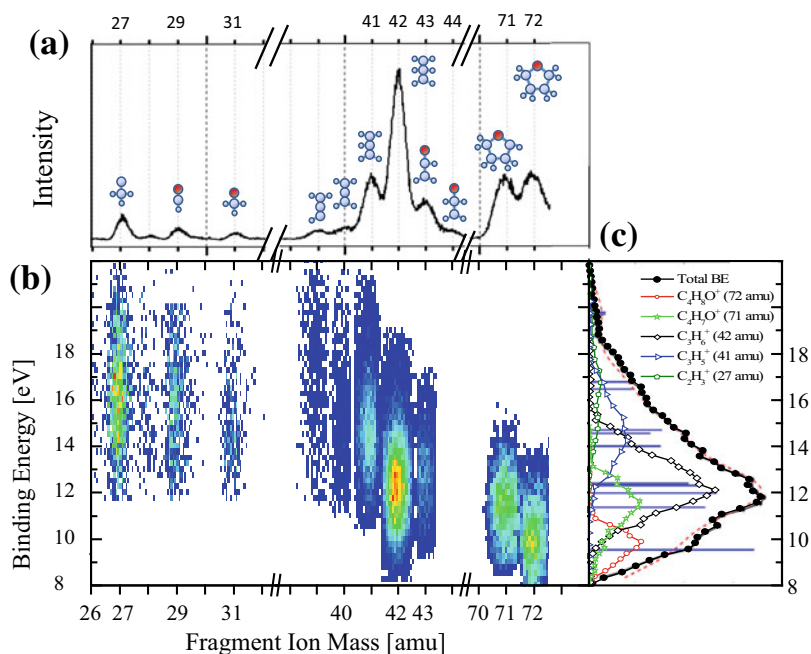 27 29 31 41 42 43 44 71 72
(a)
Intensity
(b)
(c)
Total BE
C₄H₈O⁺ (72 amu)
C₄H₇O⁺ (71 amu)
C₃H₆⁺ (42 amu)
C₃H₅⁺ (41 amu)
C₂H₃⁺ (27 amu)
Binding Energy [eV]
18
16
14
12
10
8
18
16
14
12
10
8
26 27 29 31 40 42 43 70 71 72
Fragment Ion Mass [amu]